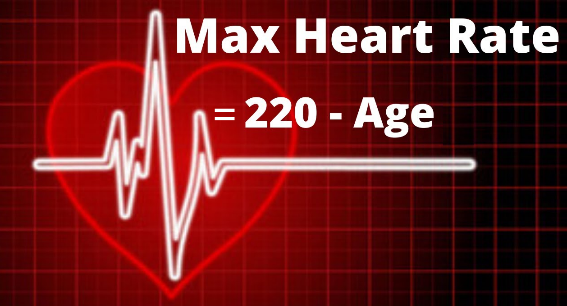 Max Heart Rate
= 220 - Age